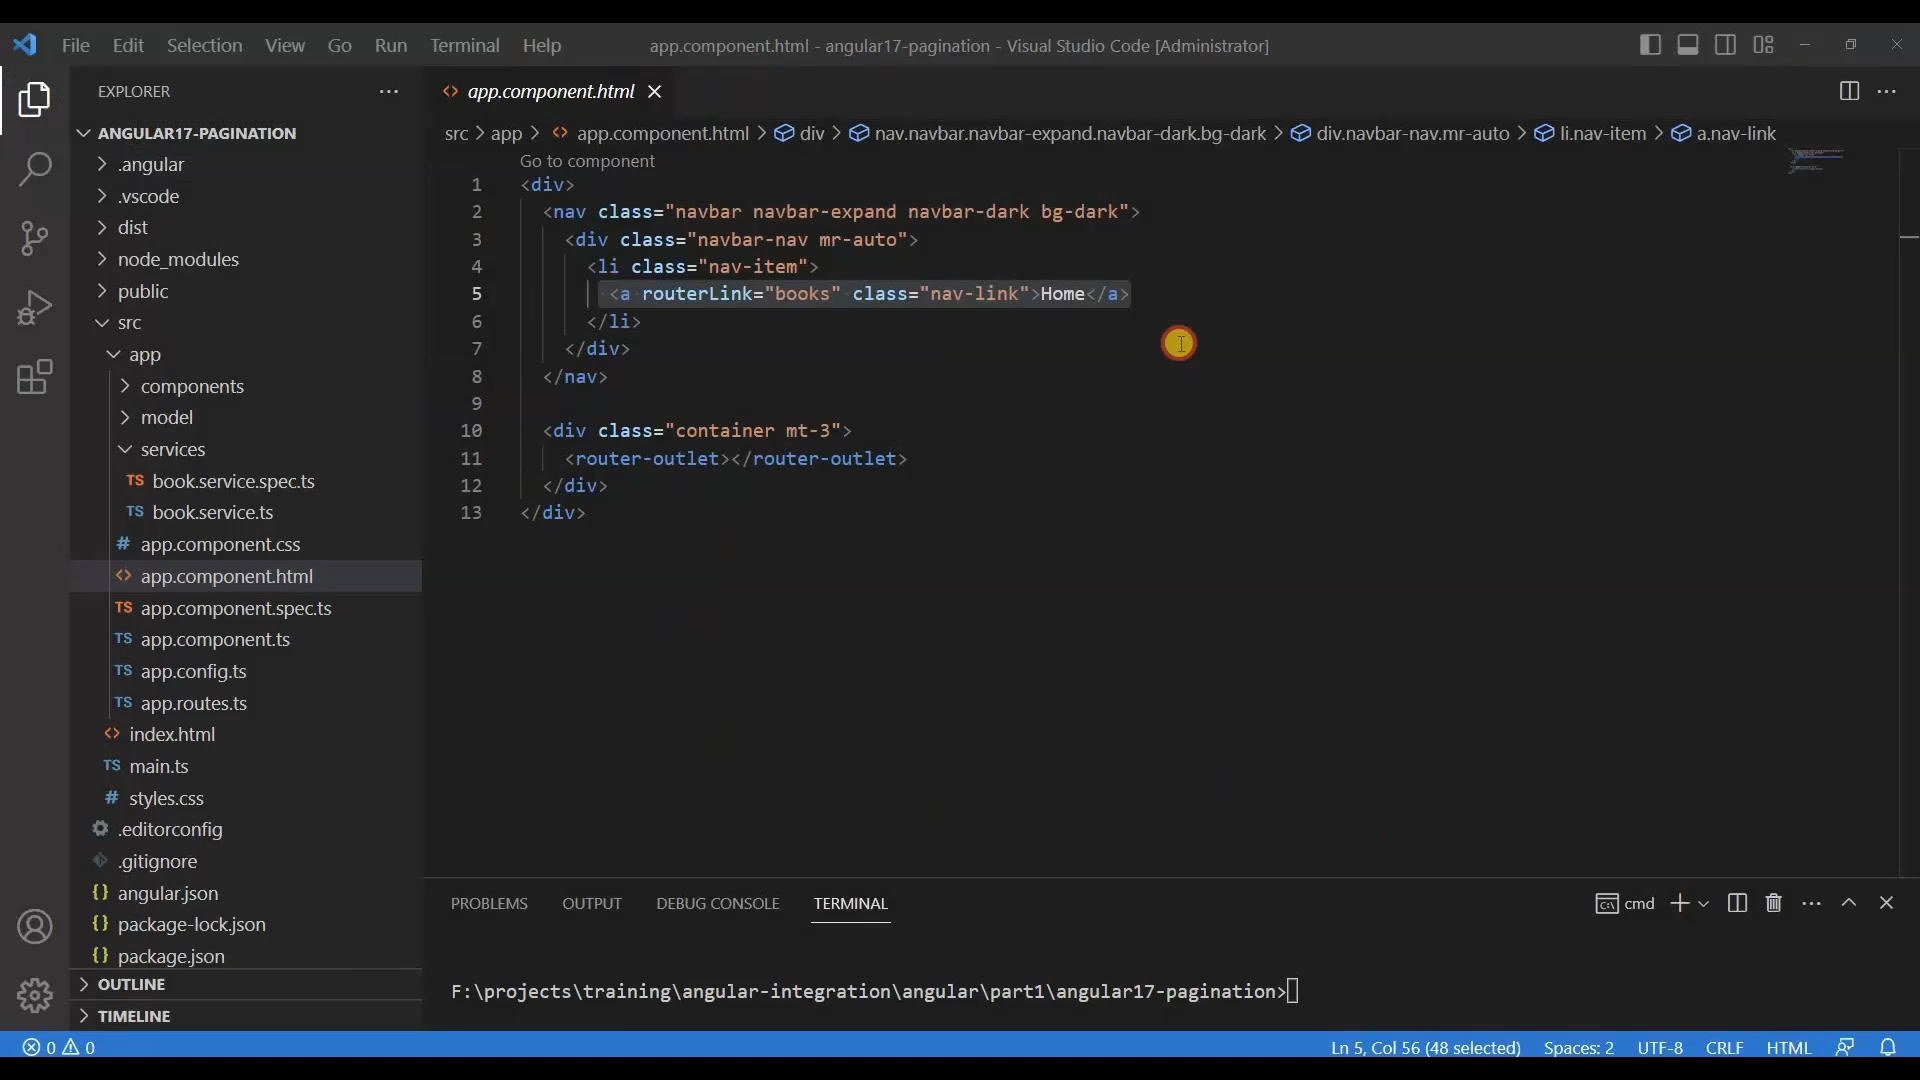 File Edit Selection View Go Run Terminal Help app.component.html - angular17-pagination - Visual Studio Code [Administrator]
EXPLORER
ANGULAR17-PAGINATION
.angular
.vscode
dist
node_modules
public
src
app
components
model
services
TS book.service.spec.ts
TS book.service.ts
# app.component.css
<> app.component.html
TS app.component.spec.ts
TS app.component.ts
TS app.config.ts
TS app.routes.ts
<> index.html
TS main.ts
# styles.css
.editorconfig
.gitignore
{} angular.json
{} package-lock.json
{} package.json
OUTLINE
TIMELINE
<> app.component.html
src > app > <> app.component.html > div > nav.navbar.navbar-expand.navbar-dark.bg-dark > div.navbar-nav.mr-auto > li.nav-item > a.nav-link
Go to component
1 <div>
2 <nav class="navbar navbar-expand navbar-dark bg-dark">
3 <div class="navbar-nav mr-auto">
4 <li class="nav-item">
5 <a routerLink="books" class="nav-link">Home</a>
6 </li>
7 </div>
8 </nav>
9
10 <div class="container mt-3">
11 <router-outlet></router-outlet>
12 </div>
13 </div>
PROBLEMS OUTPUT DEBUG CONSOLE TERMINAL cmd
F:\projects\training\angular-integration\angular\part1\angular17-pagination>
0 0 Ln 5, Col 56 (48 selected) Spaces: 2 UTF-8 CRLF HTML